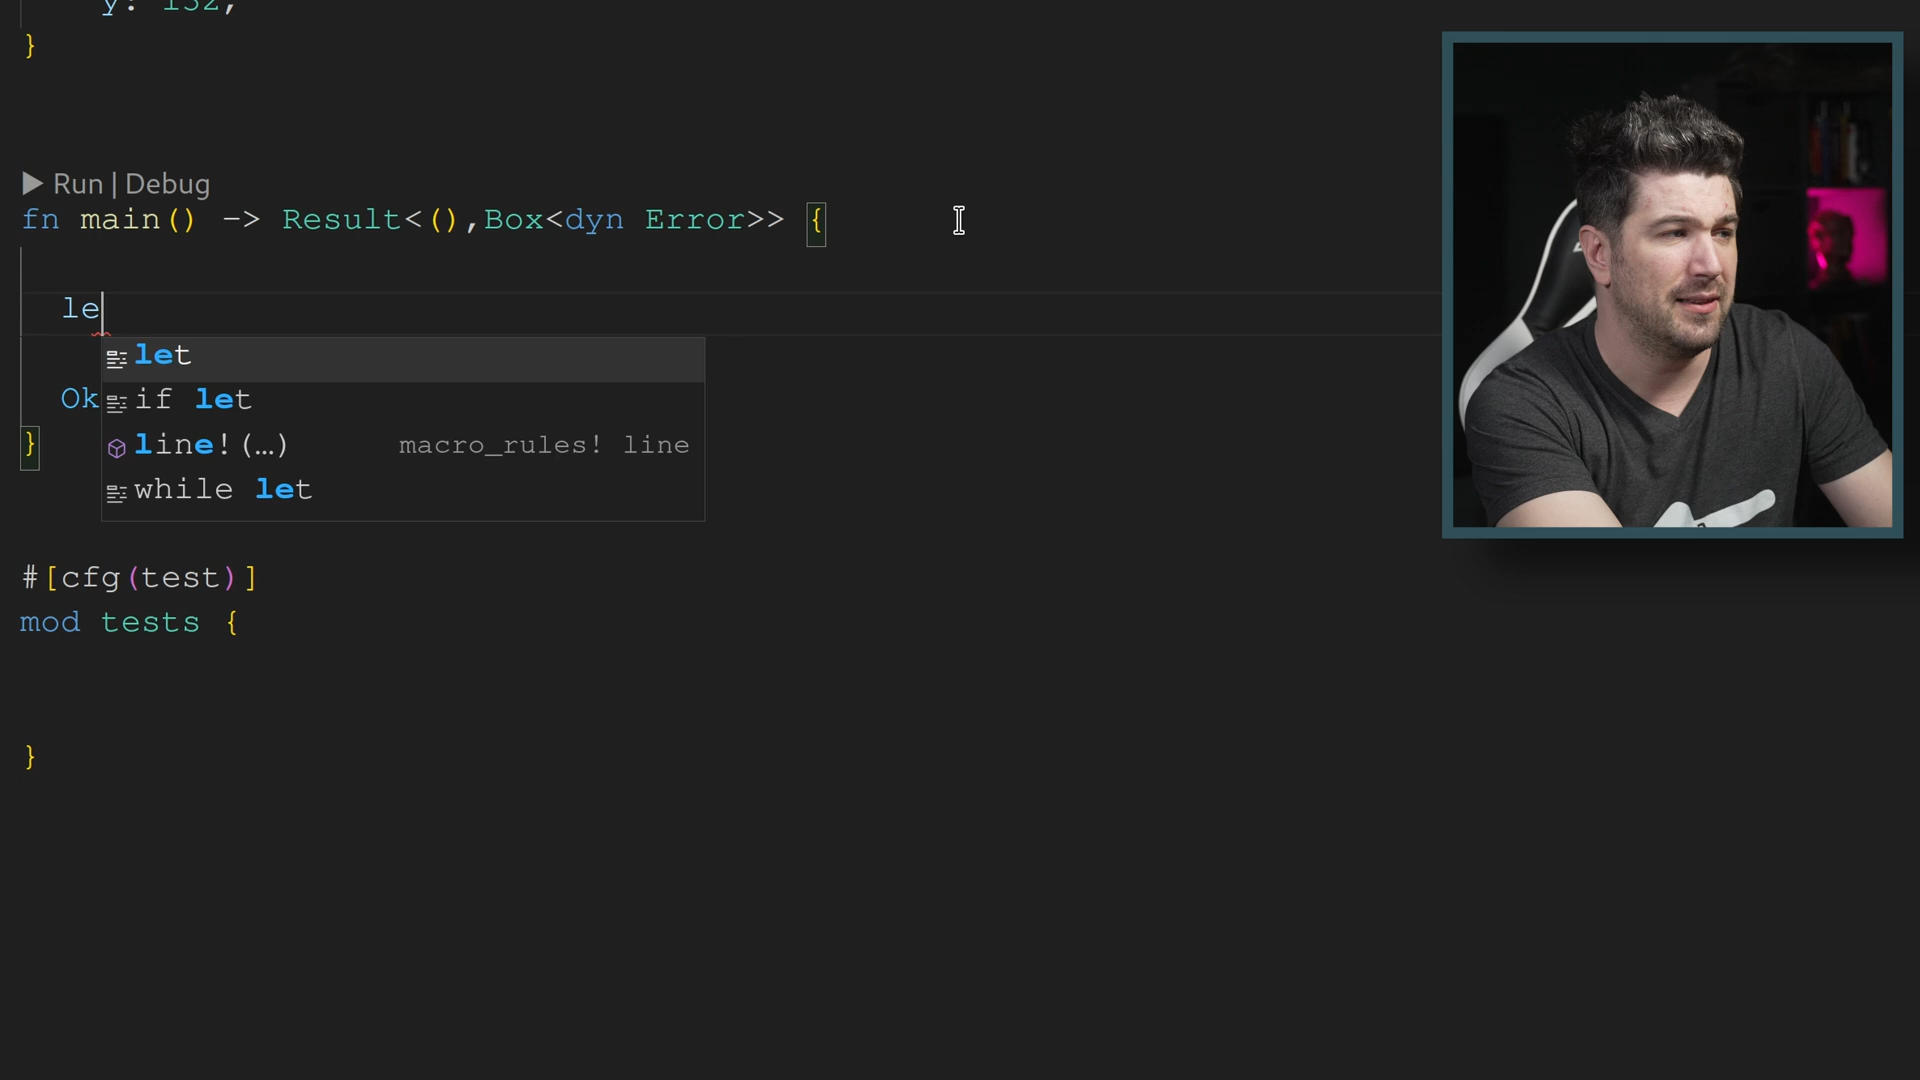 y: i32,
}
Run | Debug
fn main() -> Result<(),Box<dyn Error>> {
le
let
if let
Ok
line!(…) macro_rules! line
}
while let
#[cfg(test)]
mod tests {
}